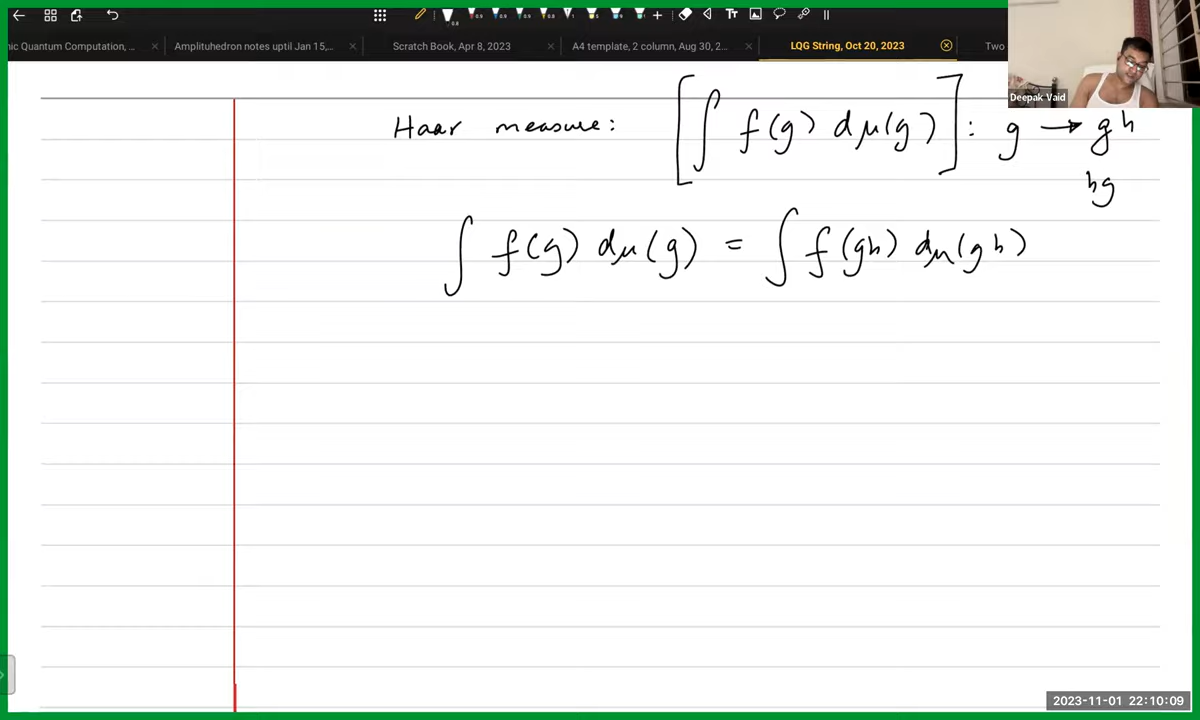 nic Quantum Computation, ... Amplituhedron notes uptil Jan 15,... Scratch Book, Apr 8, 2023 A4 template, 2 column, Aug 30, 2... LQG String, Oct 20, 2023 Two
Deepak Vaid
Haar measure: [∫ f(g) dμ(g)] : g → gh
hg
∫ f(g) dμ(g) = ∫ f(gh) dμ(gh)
2023-11-01 22:10:09